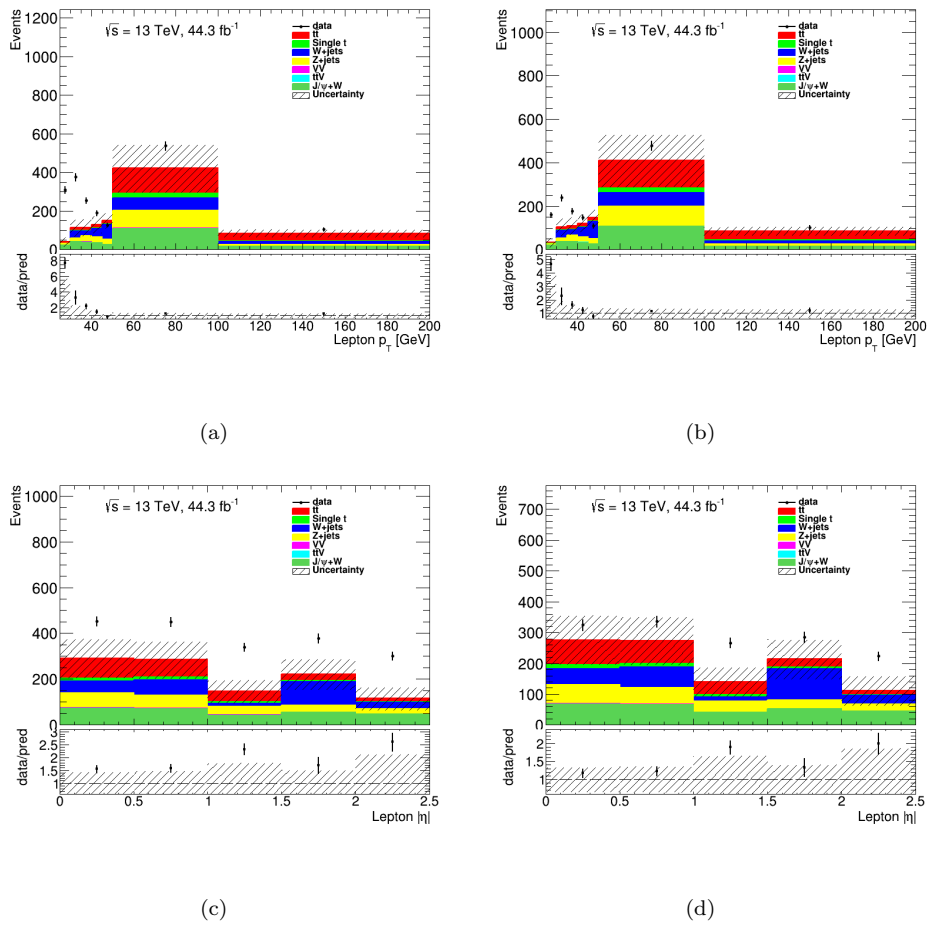 Events
1200
1000
800
600
400
200
0
√s = 13 TeV, 44.3 fb⁻¹
data
tt
Single t
W+jets
Z+jets
VV
ttV
J/ψ+W
Uncertainty
data/pred
8
6
4
2
40 60 80 100 120 140 160 180 200
Lepton p_T [GeV]
(a)
Events
1000
800
600
400
200
0
√s = 13 TeV, 44.3 fb⁻¹
data
tt
Single t
W+jets
Z+jets
VV
ttV
J/ψ+W
Uncertainty
data/pred
5
4
3
2
1
40 60 80 100 120 140 160 180 200
Lepton p_T [GeV]
(b)
Events
1000
800
600
400
200
0
√s = 13 TeV, 44.3 fb⁻¹
data
tt
Single t
W+jets
Z+jets
VV
ttV
J/ψ+W
Uncertainty
data/pred
3
2.5
2
1.5
1
0 0.5 1 1.5 2 2.5
Lepton |η|
(c)
Events
700
600
500
400
300
200
100
0
√s = 13 TeV, 44.3 fb⁻¹
data
tt
Single t
W+jets
Z+jets
VV
ttV
J/ψ+W
Uncertainty
data/pred
2
1.5
1
0 0.5 1 1.5 2 2.5
Lepton |η|
(d)